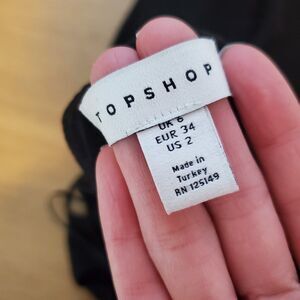 TOPSHOP
UK 6
EUR 34
US 2
Made in
Turkey
RN 125149